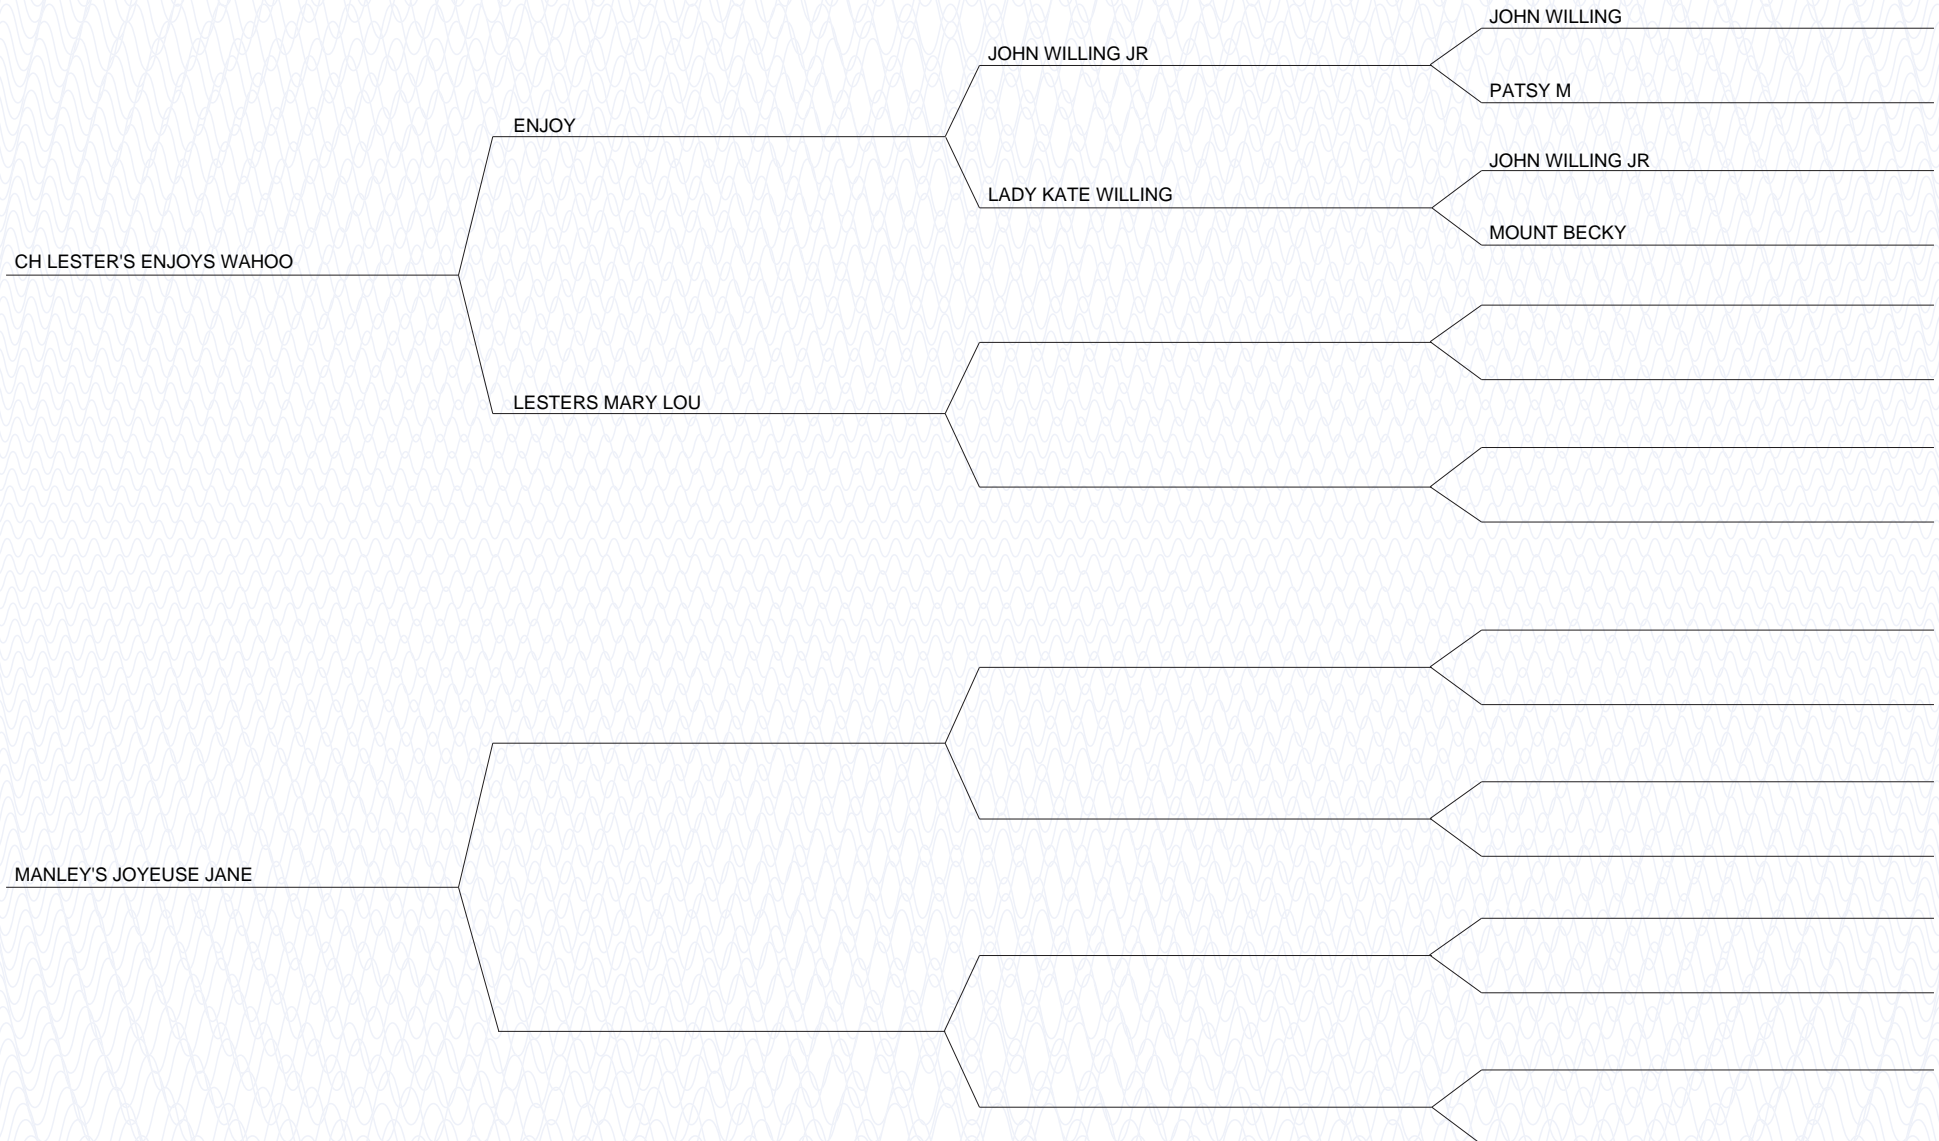 JOHN WILLING
JOHN WILLING JR
PATSY M
ENJOY
JOHN WILLING JR
LADY KATE WILLING
MOUNT BECKY
CH LESTER'S ENJOYS WAHOO
LESTERS MARY LOU
MANLEY'S JOYEUSE JANE